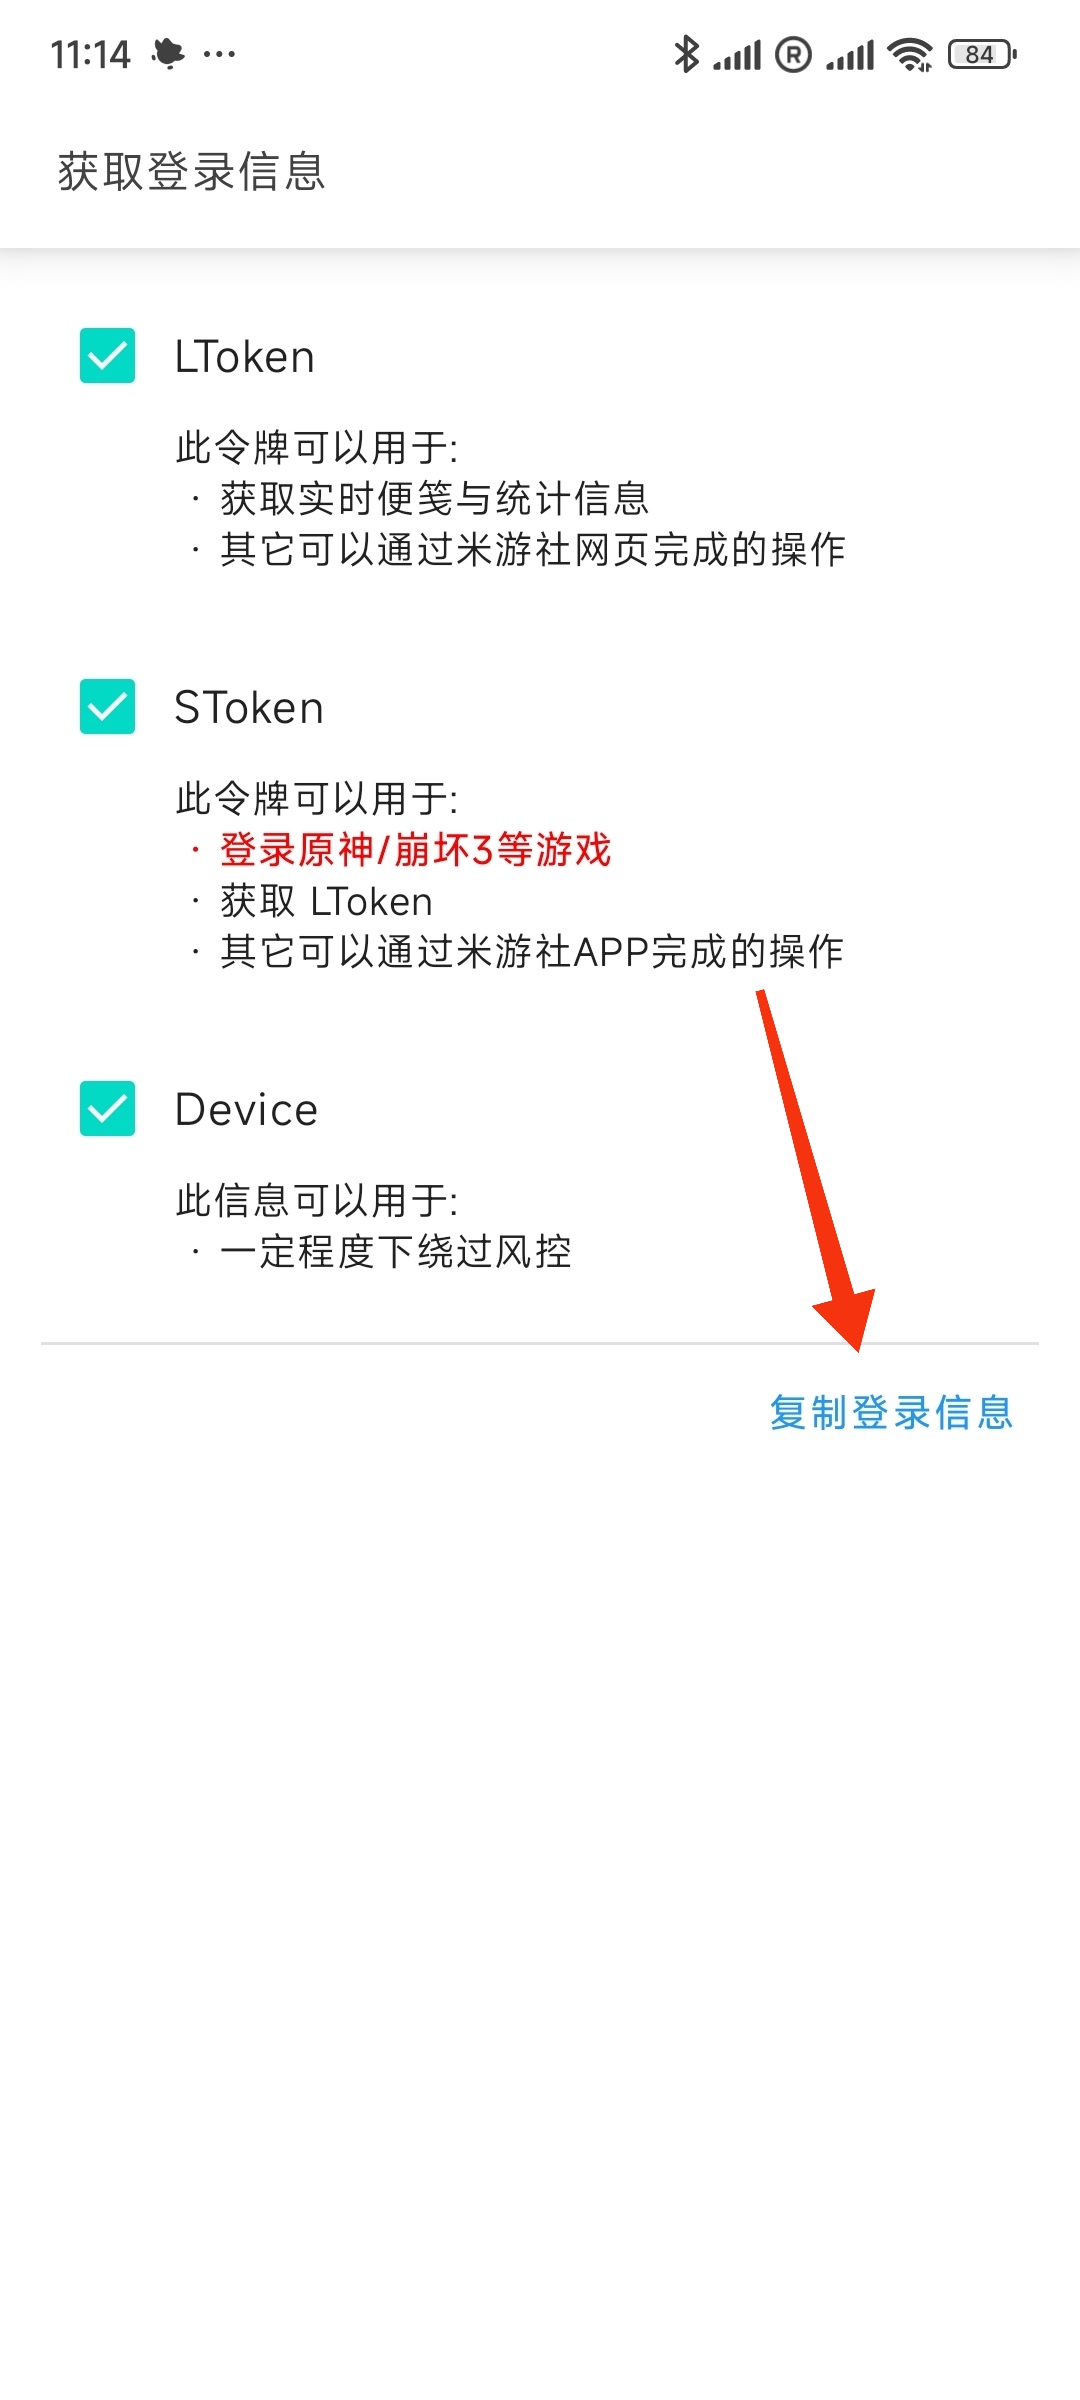 11:14
84
获取登录信息
LToken
此令牌可以用于:
· 获取实时便笺与统计信息
· 其它可以通过米游社网页完成的操作
SToken
此令牌可以用于:
· 登录原神/崩坏3等游戏
· 获取 LToken
· 其它可以通过米游社APP完成的操作
Device
此信息可以用于:
· 一定程度下绕过风控
复制登录信息